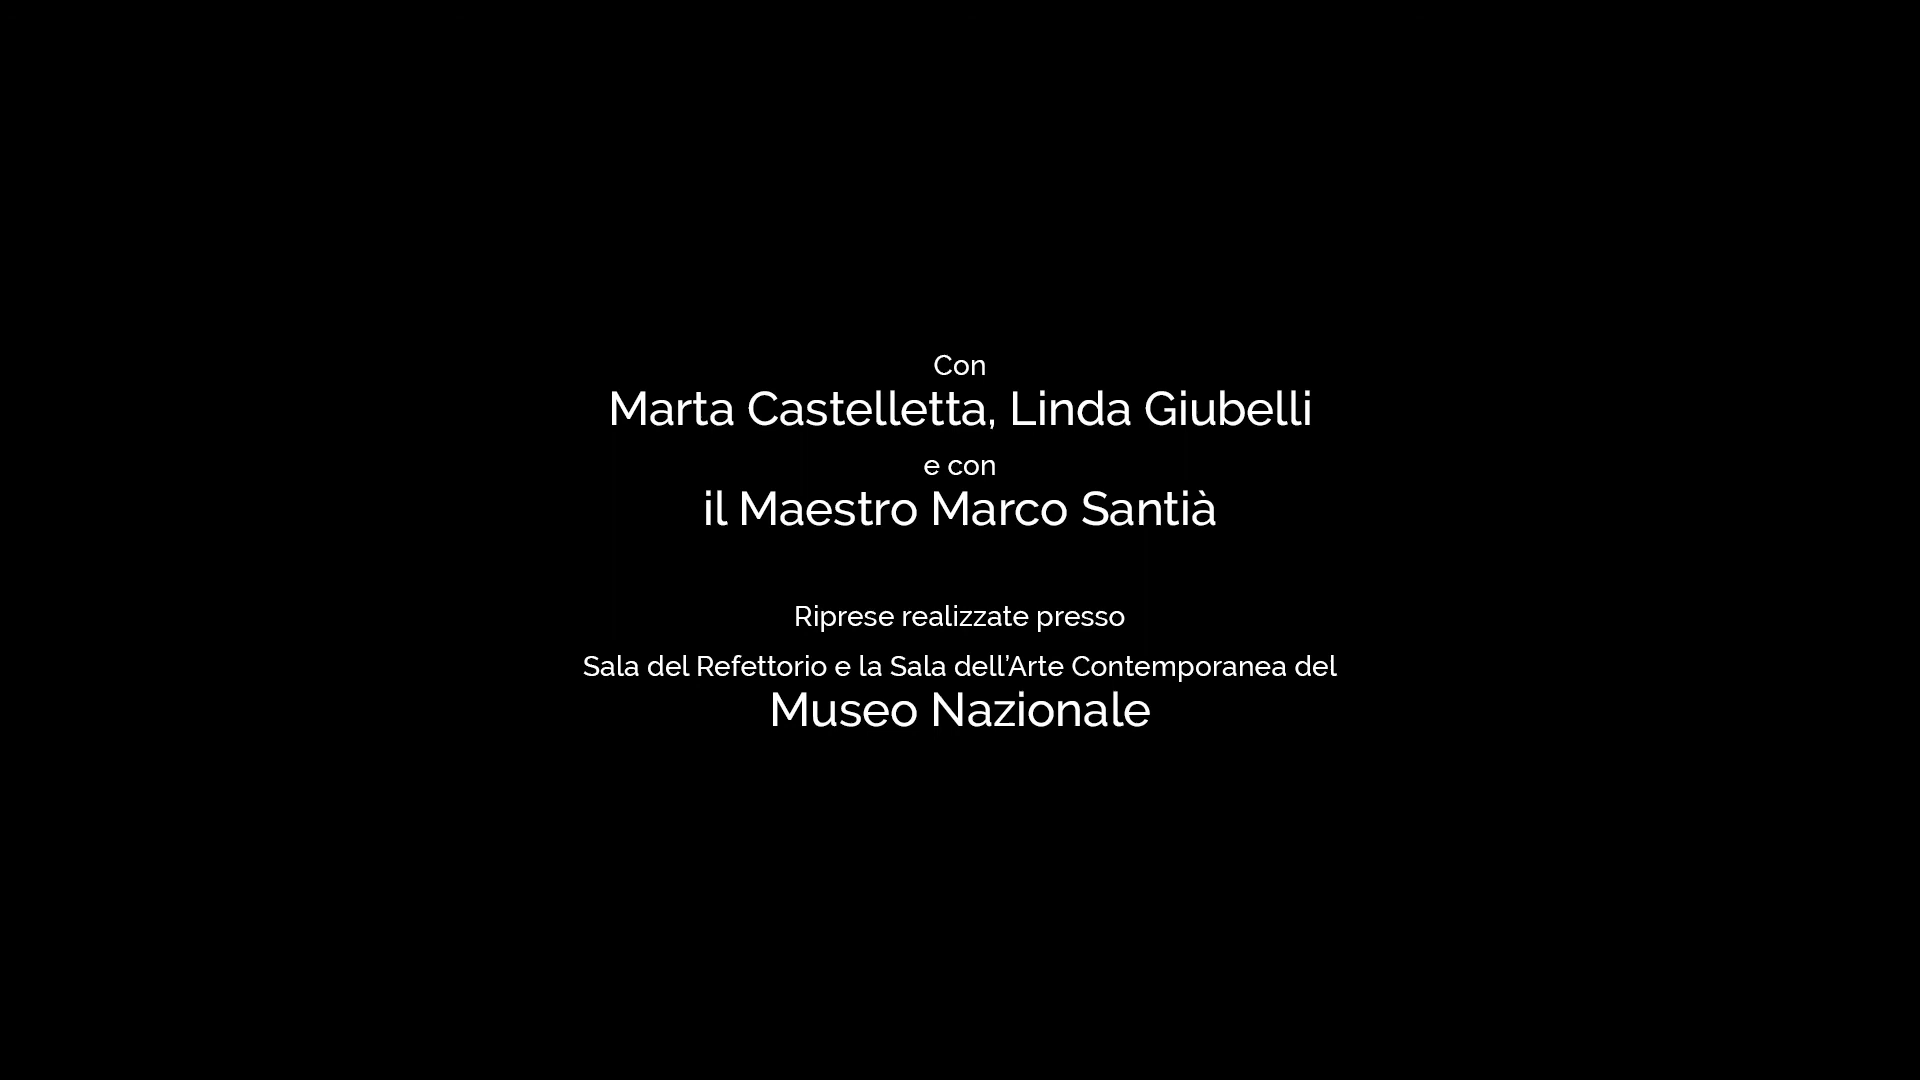 Con
Marta Castelletta, Linda Giubelli
e con
il Maestro Marco Santià
Riprese realizzate presso
Sala del Refettorio e la Sala dell’Arte Contemporanea del
Museo Nazionale